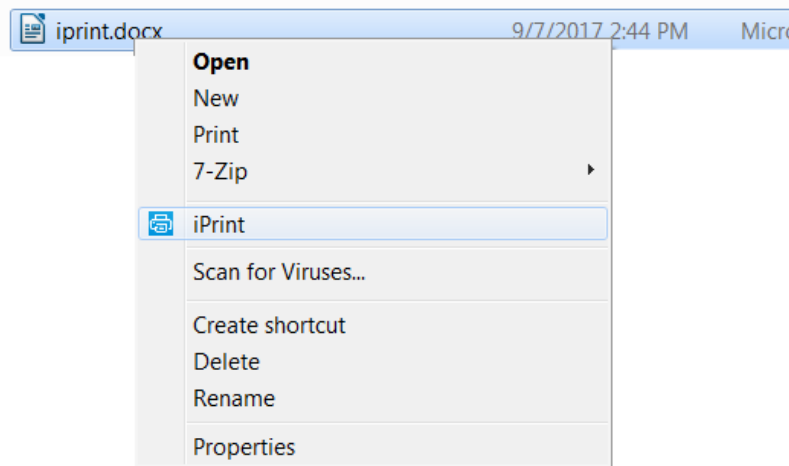 iprint.docx 9/7/2017 2:44 PM
Open
New
Print
7-Zip
iPrint
Scan for Viruses...
Create shortcut
Delete
Rename
Properties